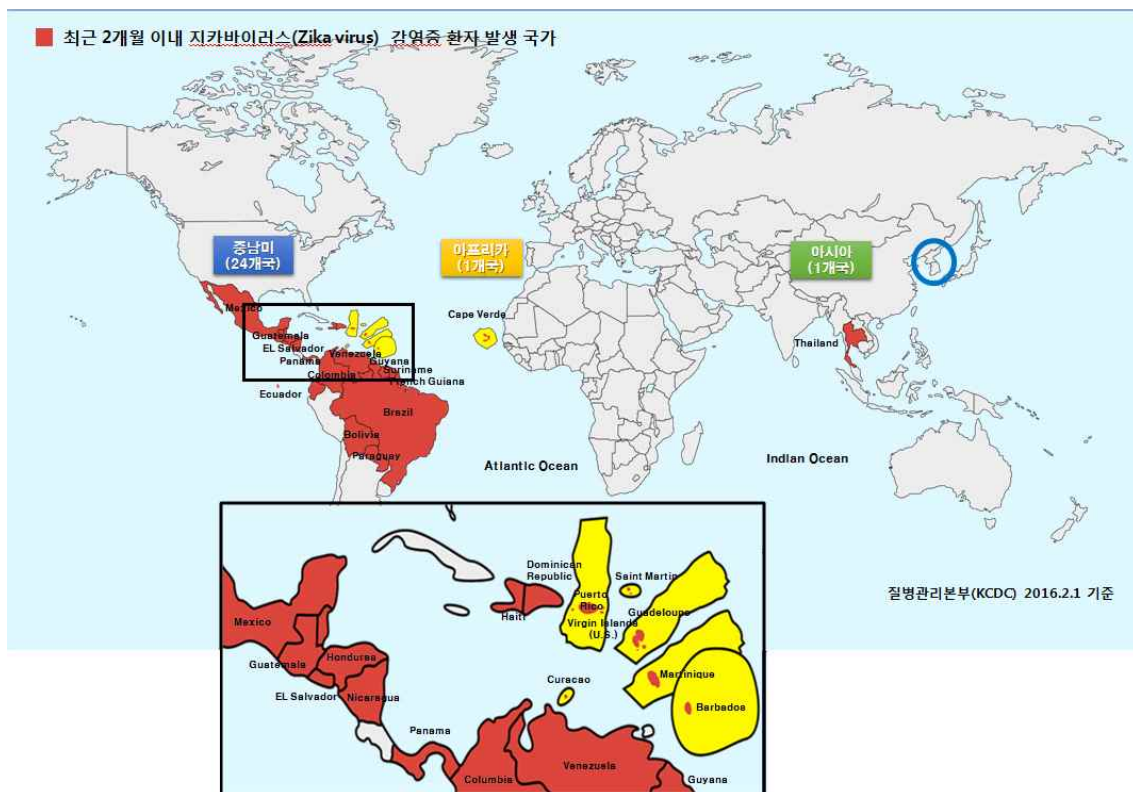 최근 2개월 이내 지카바이러스(Zika virus) 감염증 환자 발생 국가
중남미
(24개국)
아프리카
(1개국)
아시아
(1개국)
Mexico
Cape Verde
Guatemala
EL Salvador
Venezuela
Thailand
Panama
Guyana
Suriname
Colombia
French Guiana
Ecuador
Brazil
Bolivia
Paraguay
Atlantic Ocean
Indian Ocean
Dominican
Republic
Saint Martin
Puerto
Rico
Haiti
Virgin Islands
(U.S.)
Guadeloupe
질병관리본부(KCDC) 2016.2.1 기준
Mexico
Guatemala
Honduras
EL Salvador
Nicaragua
Curacao
Martinique
Barbados
Panama
Venezuela
Columbia
Guyana